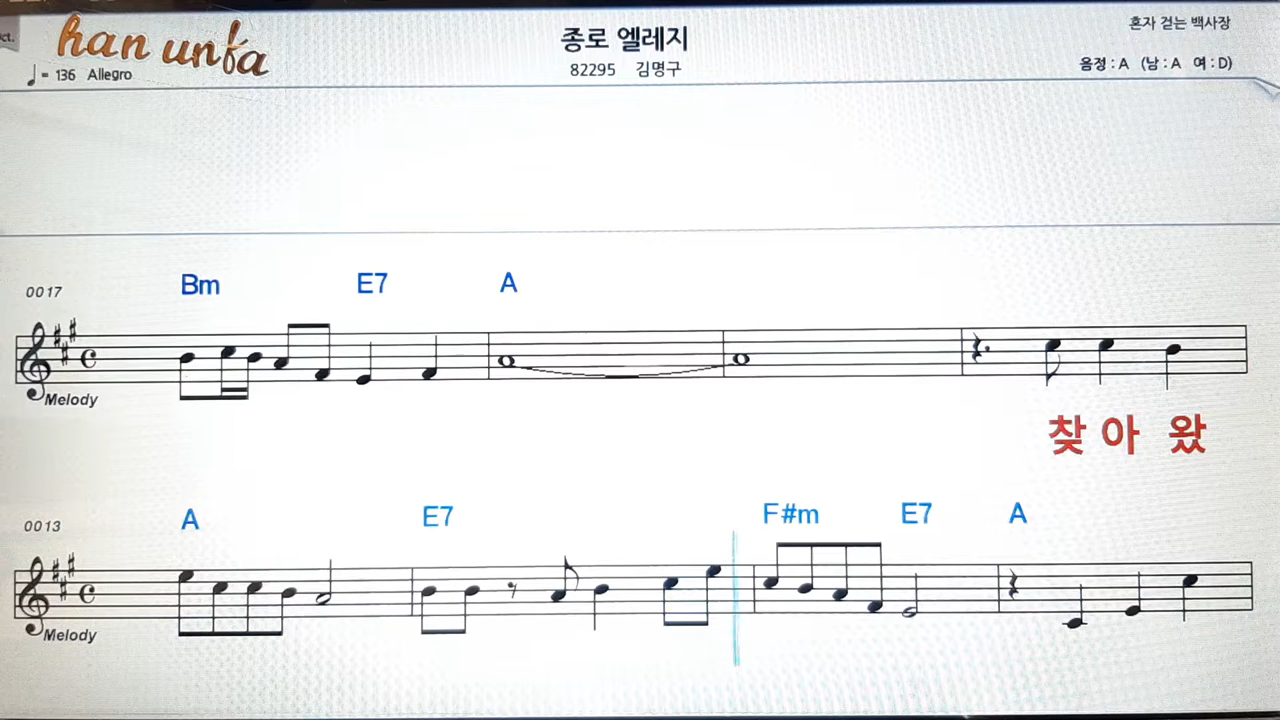 ct.
han unfa
♩ = 136 Allegro
종로 엘레지
82295 김명구
혼자 걷는 백사장
음정 : A (남 : A 여 : D)
0017
Bm E7 A
Melody
찾 아 왔
0013
A E7 F#m E7 A
Melody